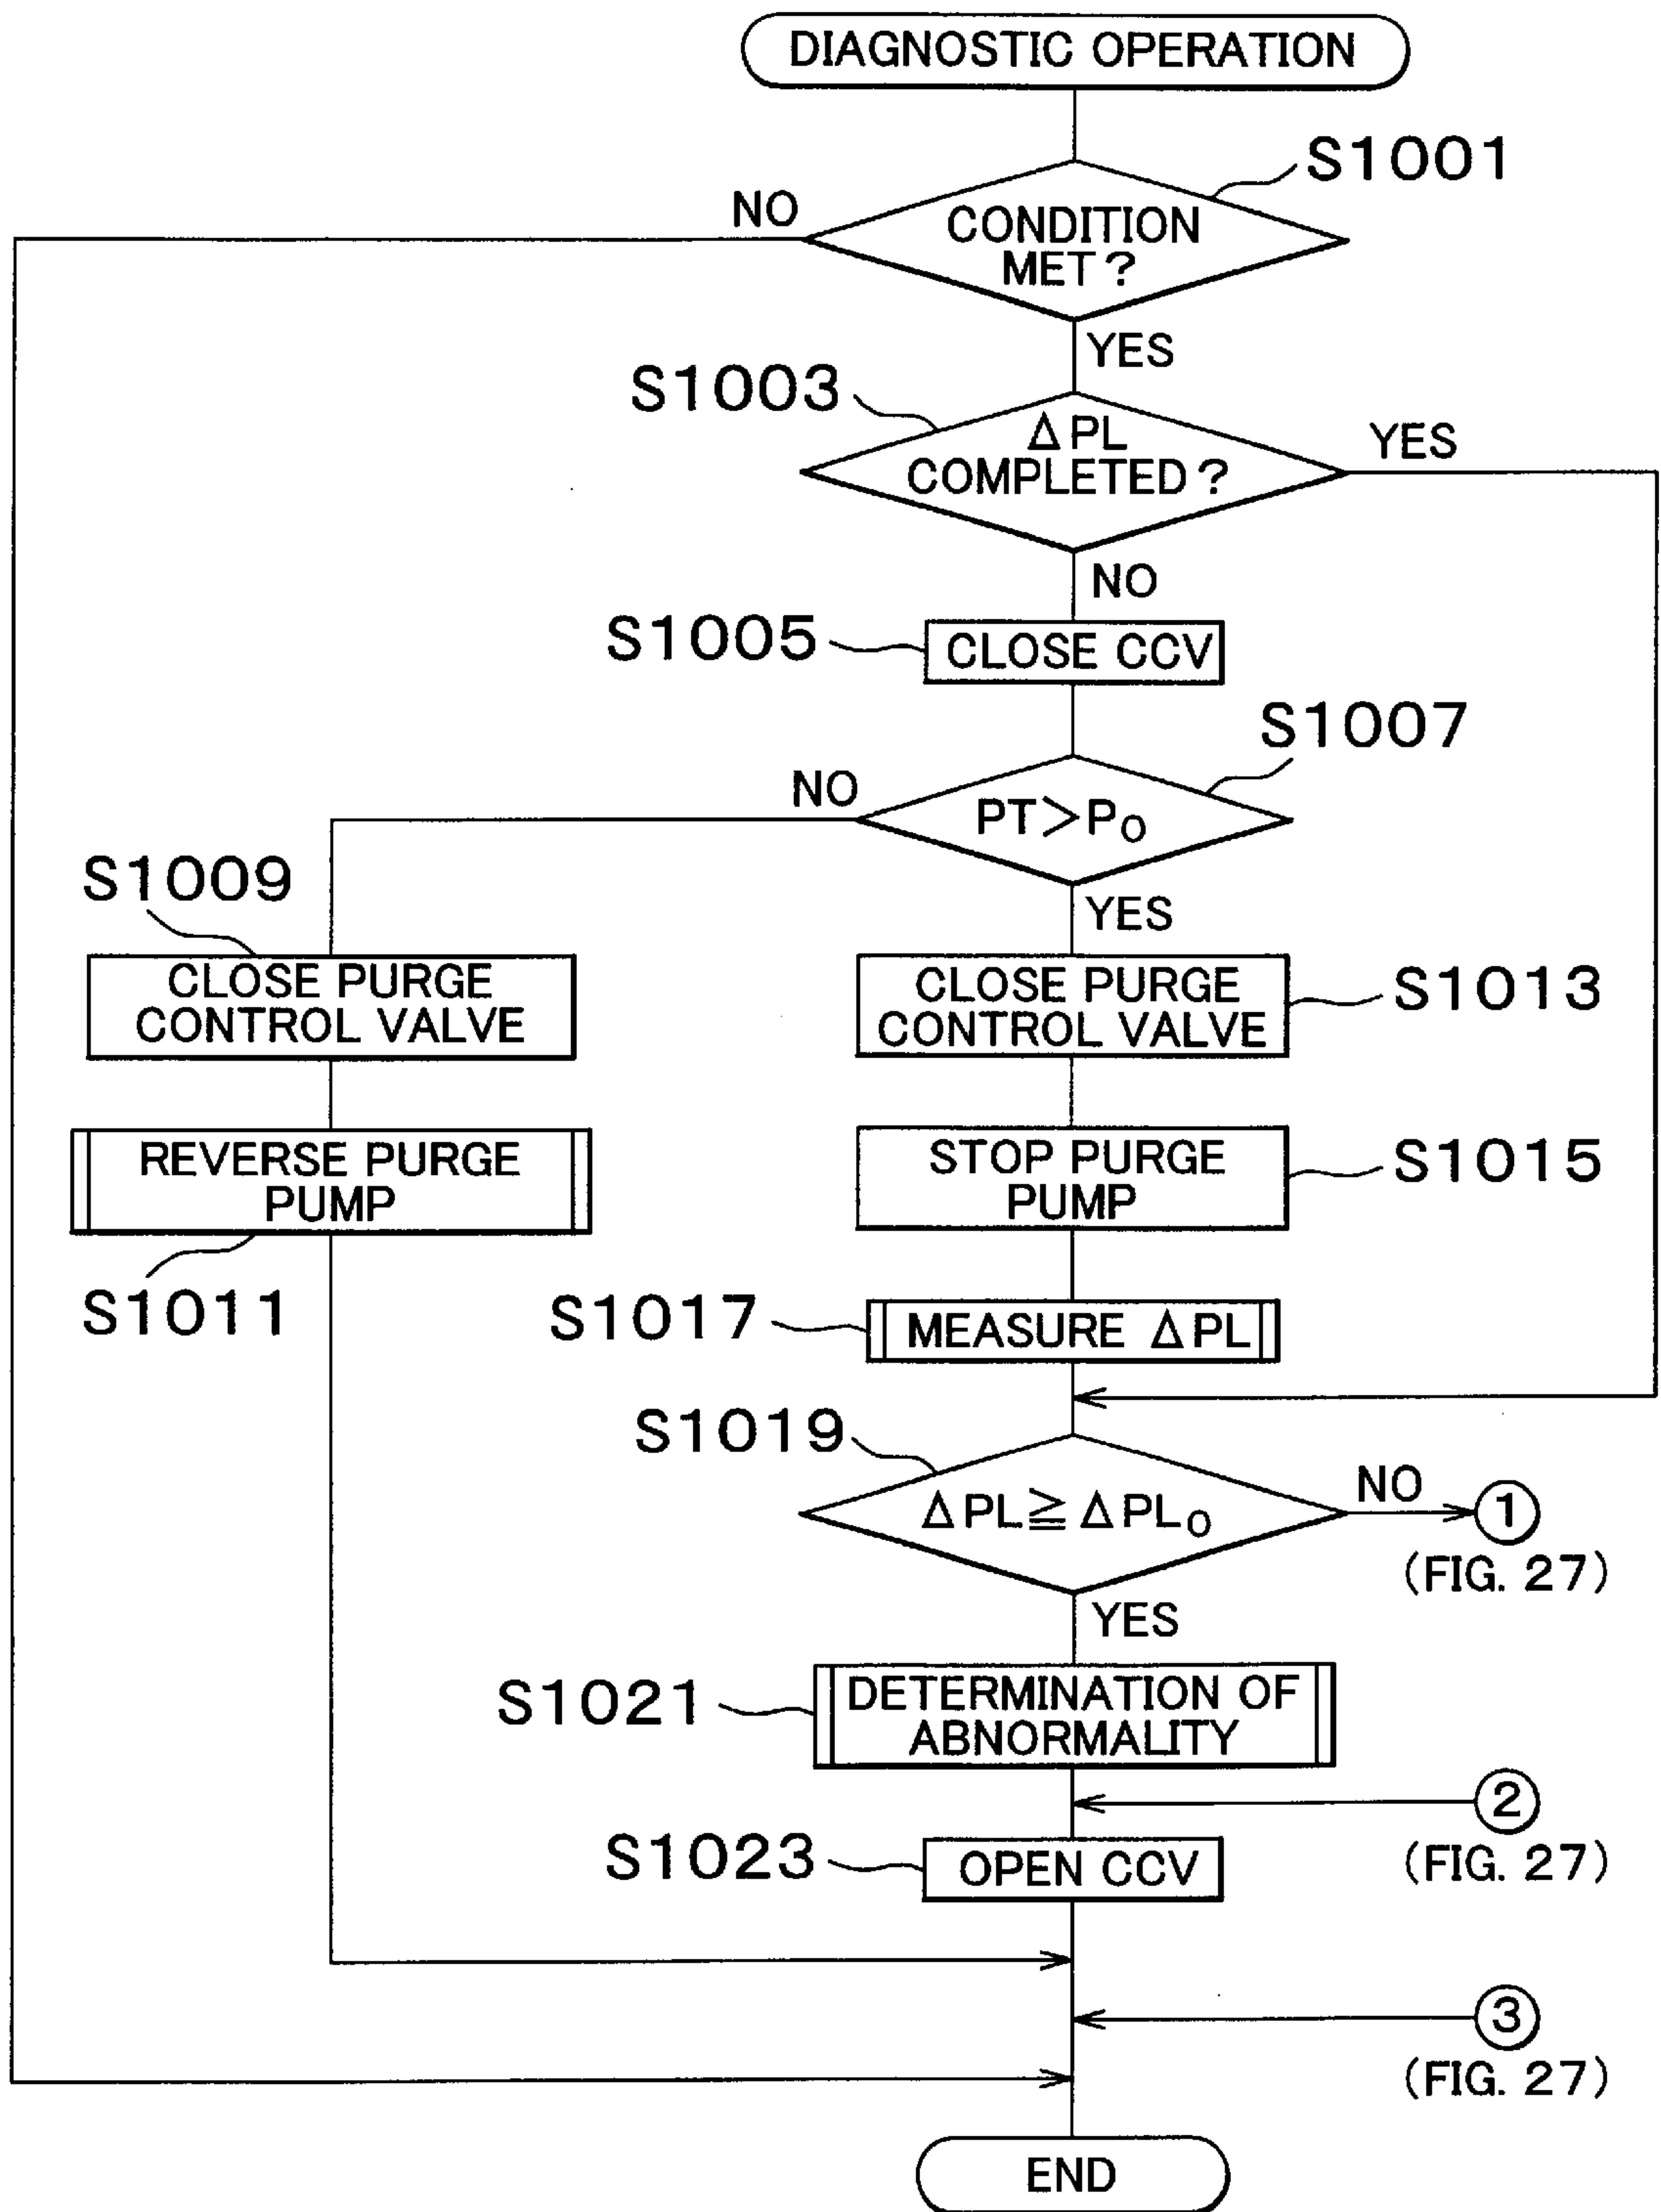 DIAGNOSTIC OPERATION
S1001
NO
CONDITION
MET?
YES
S1003
ΔPL
COMPLETED?
YES
NO
S1005
CLOSE CCV
S1007
NO
PT>P₀
YES
S1009
CLOSE PURGE
CONTROL VALVE
CLOSE PURGE
CONTROL VALVE
S1013
REVERSE PURGE
PUMP
S1011
STOP PURGE
PUMP
S1015
S1017
MEASURE ΔPL
S1019
ΔPL≧ΔPL₀
NO
1
(FIG. 27)
YES
S1021
DETERMINATION OF
ABNORMALITY
2
(FIG. 27)
S1023
OPEN CCV
3
(FIG. 27)
END